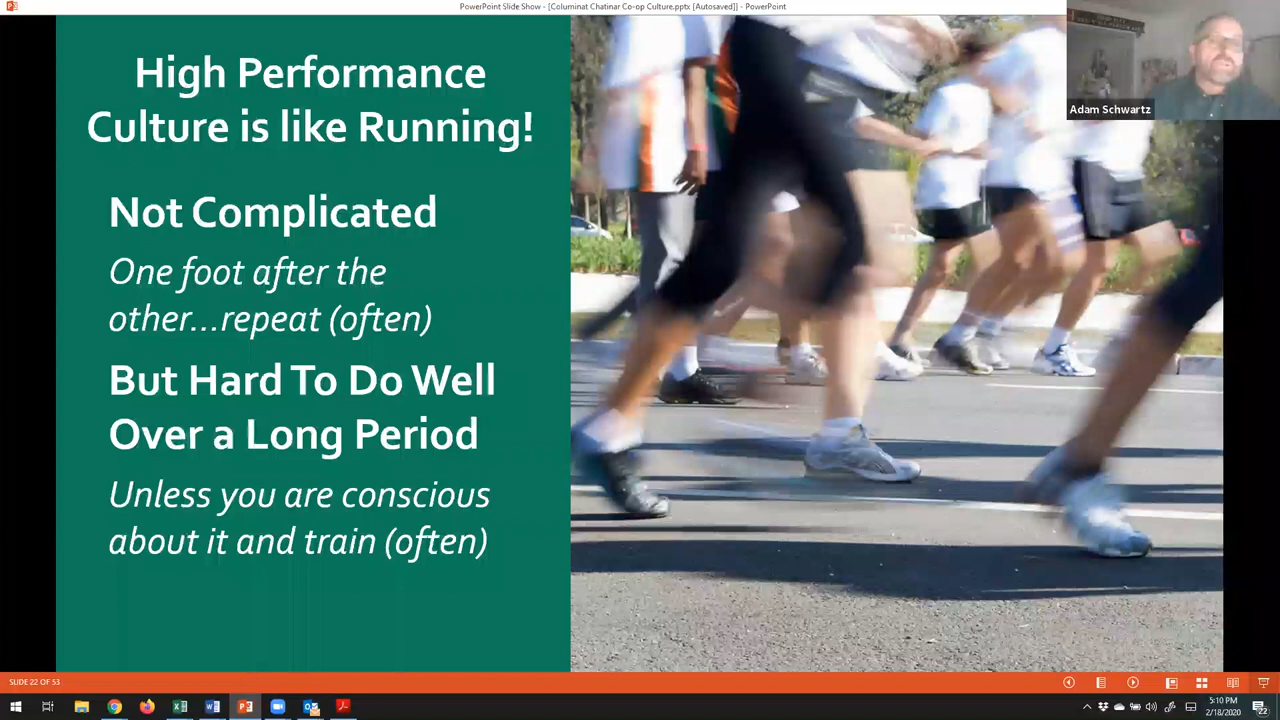 PowerPoint Slide Show - [Columinat Chatinar Co-op Culture.pptx [Autosaved]] - PowerPoint
High Performance
Culture is like Running!
Not Complicated
One foot after the
other...repeat (often)
But Hard To Do Well
Over a Long Period
Unless you are conscious
about it and train (often)
Adam Schwartz
SLIDE 22 OF 53
5:10 PM
2/18/2020
22